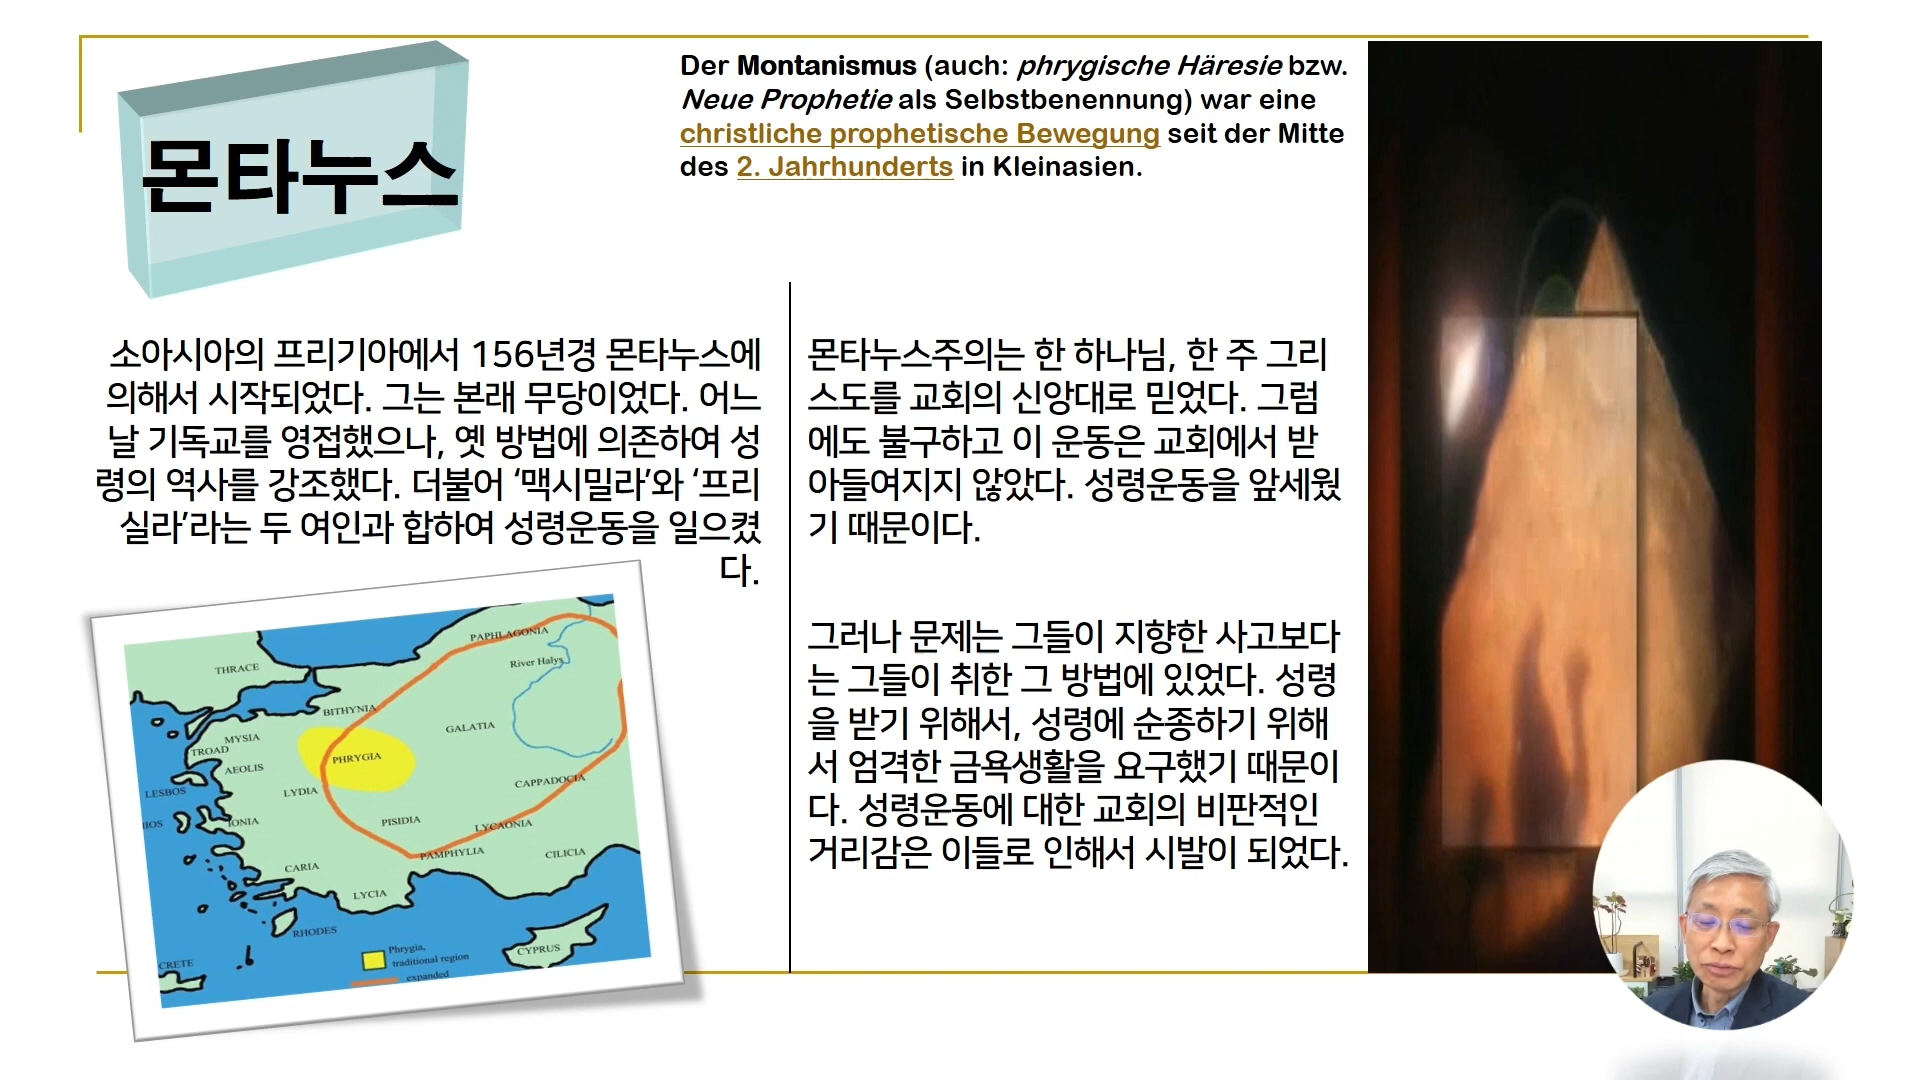 몬타누스
Der Montanismus (auch: phrygische Häresie bzw.
Neue Prophetie als Selbstbenennung) war eine
christliche prophetische Bewegung seit der Mitte
des 2. Jahrhunderts in Kleinasien.
소아시아의 프리기아에서 156년경 몬타누스에
의해서 시작되었다. 그는 본래 무당이었다. 어느
날 기독교를 영접했으나, 옛 방법에 의존하여 성
령의 역사를 강조했다. 더불어 ‘맥시밀라’와 ‘프리
실라’라는 두 여인과 합하여 성령운동을 일으켰
다.
몬타누스주의는 한 하나님, 한 주 그리
스도를 교회의 신앙대로 믿었다. 그럼
에도 불구하고 이 운동은 교회에서 받
아들여지지 않았다. 성령운동을 앞세웠
기 때문이다.
그러나 문제는 그들이 지향한 사고보다
는 그들이 취한 그 방법에 있었다. 성령
을 받기 위해서, 성령에 순종하기 위해
서 엄격한 금욕생활을 요구했기 때문이
다. 성령운동에 대한 교회의 비판적인
거리감은 이들로 인해서 시발이 되었다.
PAPHLAGONIA
THRACE
River Halys
BITHYNIA
GALATIA
MYSIA
TROAD
PHRYGIA
AEOLIS
CAPPADOCIA
LESBOS
LYDIA
IOS
IONIA
PISIDIA
LYCAONIA
PAMPHYLIA
CILICIA
CARIA
LYCIA
RHODES
CYPRUS
CRETE
Phrygia,
traditional region
expanded